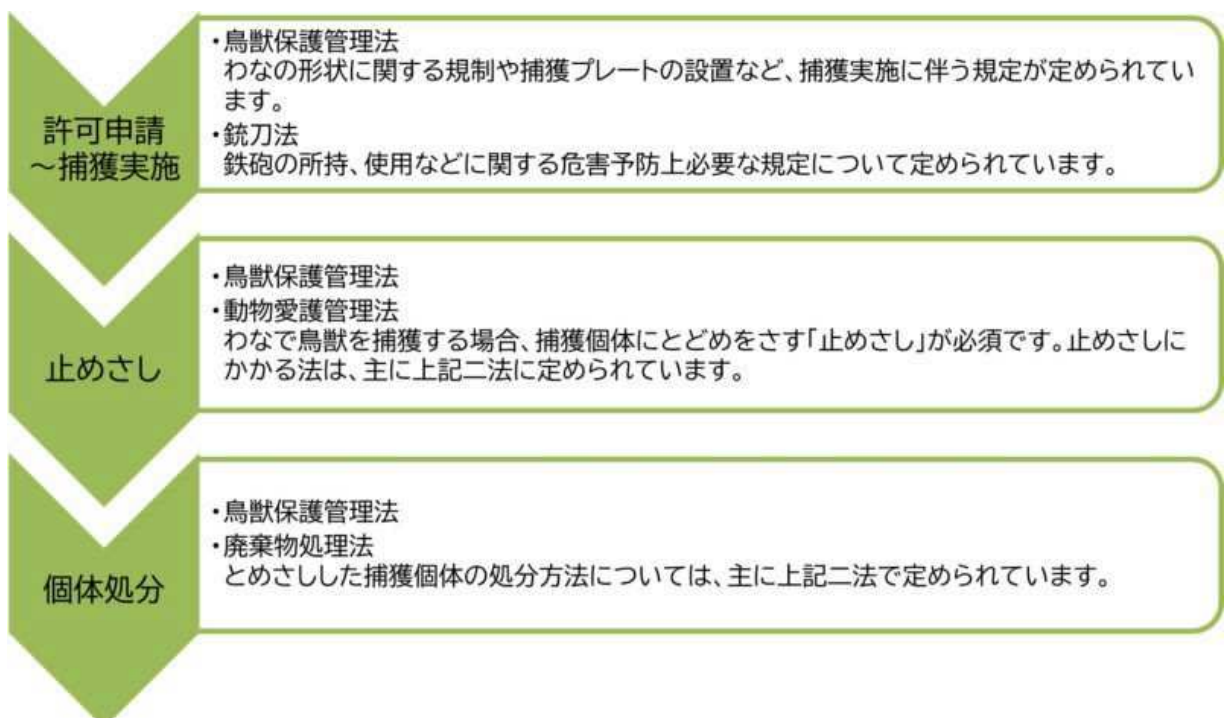 許可申請
～捕獲実施
・鳥獣保護管理法
わなの形状に関する規制や捕獲プレートの設置など、捕獲実施に伴う規定が定められてい
ます。
・銃刀法
鉄砲の所持、使用などに関する危害予防上必要な規定について定められています。
止めさし
・鳥獣保護管理法
・動物愛護管理法
わなで鳥獣を捕獲する場合、捕獲個体にとどめをさす「止めさし」が必須です。止めさしに
かかる法は、主に上記二法に定められています。
個体処分
・鳥獣保護管理法
・廃棄物処理法
とめさしした捕獲個体の処分方法については、主に上記二法で定められています。